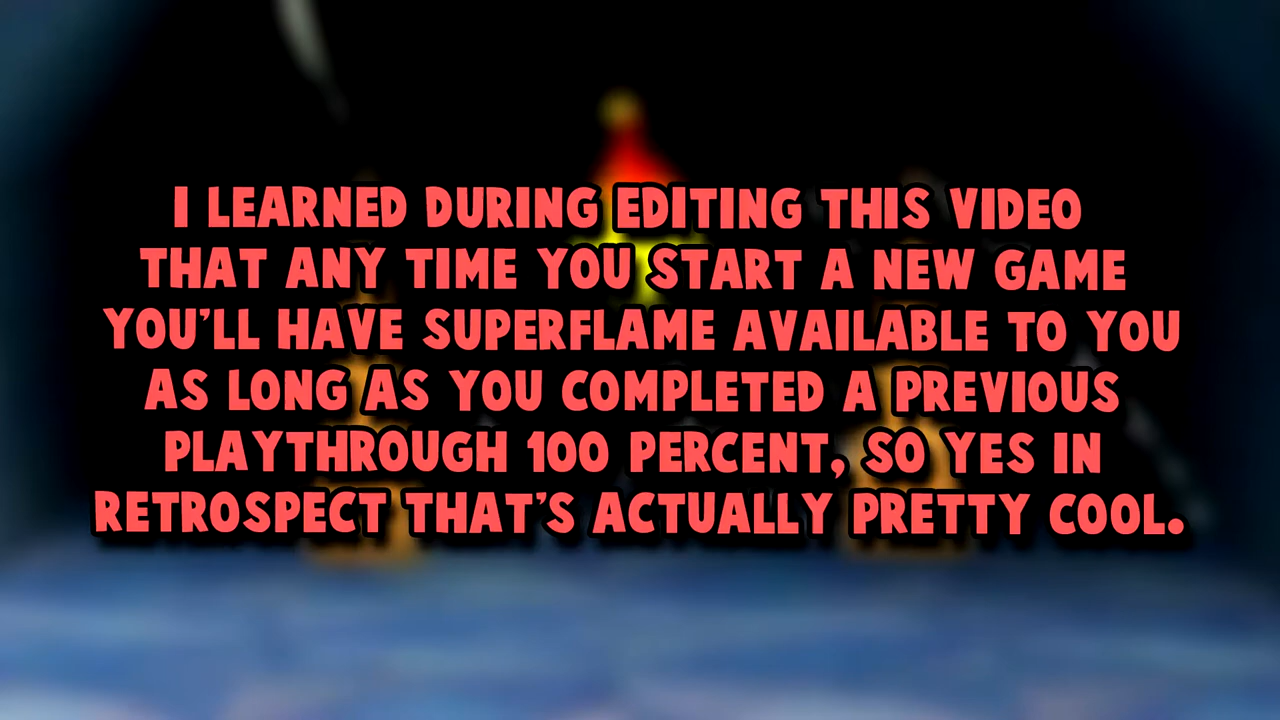 I LEARNED DURING EDITING THIS VIDEO
THAT ANY TIME YOU START A NEW GAME
YOU'LL HAVE SUPERFLAME AVAILABLE TO YOU
AS LONG AS YOU COMPLETED A PREVIOUS
PLAYTHROUGH 100 PERCENT, SO YES IN
RETROSPECT THAT'S ACTUALLY PRETTY COOL.